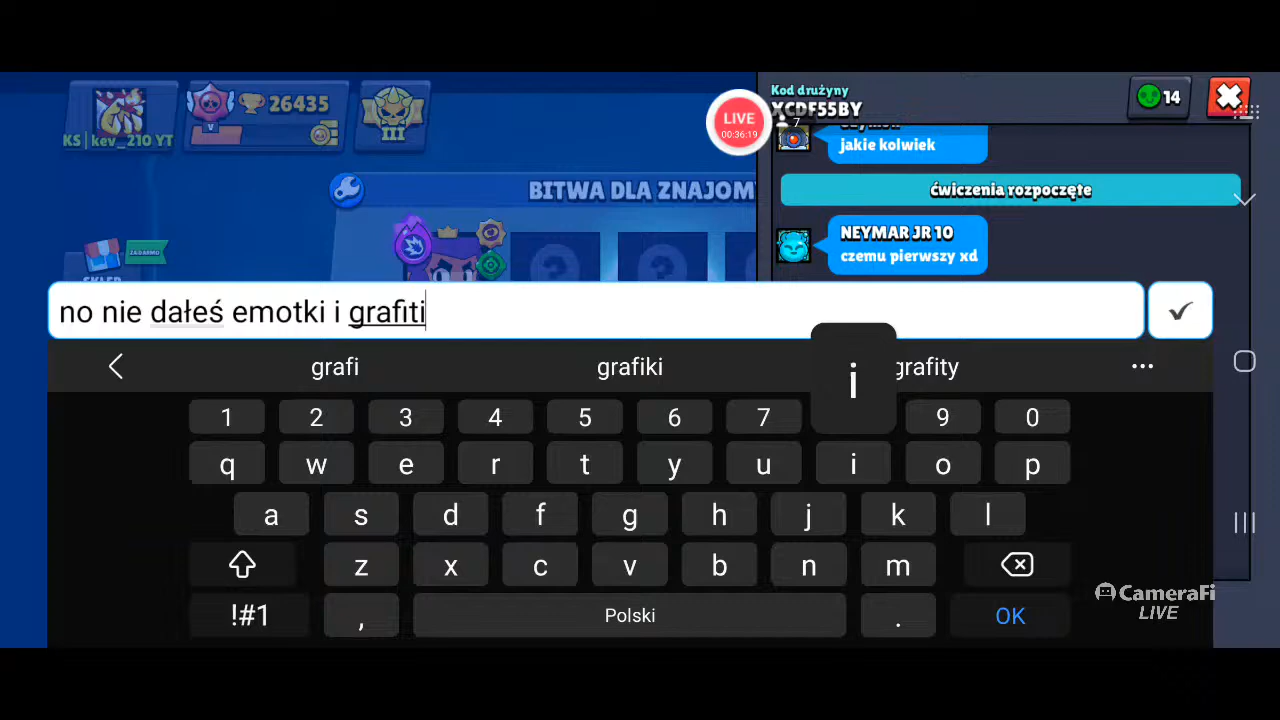 26435
III
V
KS | kev_210 YT
LIVE
00:36:19
7
Kod drużyny
XCDF55BY
14
jakie kolwiek
ćwiczenia rozpoczęte
NEYMAR JR 10
czemu pierwszy xd
BITWA DLA ZNAJOM
ZADARMO
no nie dałeś emotki i grafiti
grafi grafiki grafity ...
i
1 2 3 4 5 6 7 9 0
q w e r t y u i o p
a s d f g h j k l
z x c v b n m
!#1 , Polski . OK
CameraFi
LIVE